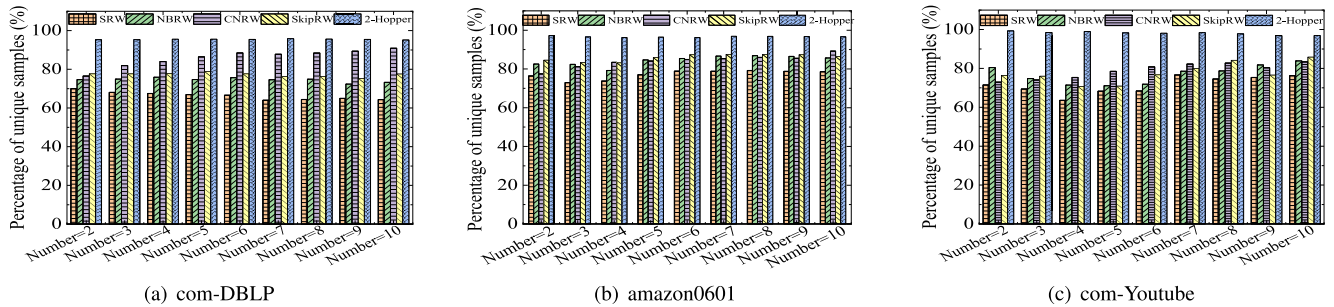 SRW NBRW CNRW SkipRW 2-Hopper
Percentage of unique samples (%)
100
80
60
40
20
0
Number=2 Number=3 Number=4 Number=5 Number=6 Number=7 Number=8 Number=9 Number=10
(a) com-DBLP
SRW NBRW CNRW SkipRW 2-Hopper
Percentage of unique samples (%)
100
80
60
40
20
0
Number=2 Number=3 Number=4 Number=5 Number=6 Number=7 Number=8 Number=9 Number=10
(b) amazon0601
SRW NBRW CNRW SkipRW 2-Hopper
Percentage of unique samples (%)
100
80
60
40
20
0
Number=2 Number=3 Number=4 Number=5 Number=6 Number=7 Number=8 Number=9 Number=10
(c) com-Youtube